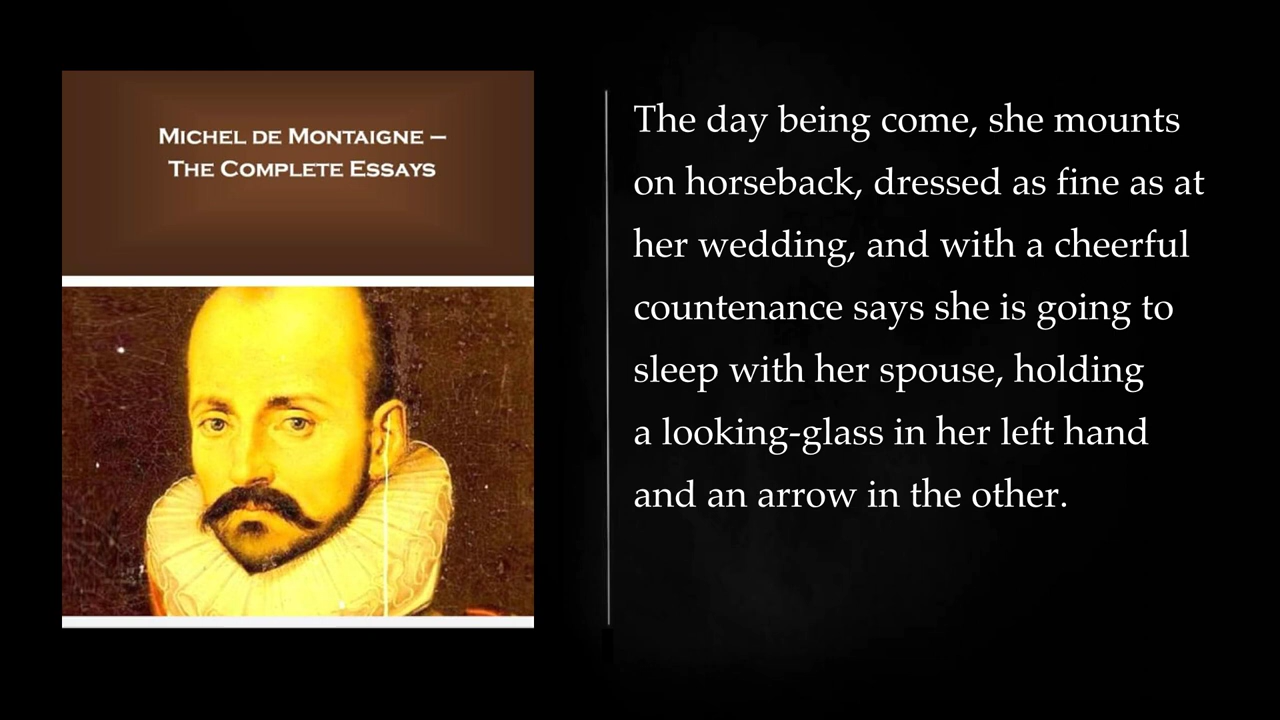 MICHEL DE MONTAIGNE –
THE COMPLETE ESSAYS
The day being come, she mounts
on horseback, dressed as fine as at
her wedding, and with a cheerful
countenance says she is going to
sleep with her spouse, holding
a looking-glass in her left hand
and an arrow in the other.